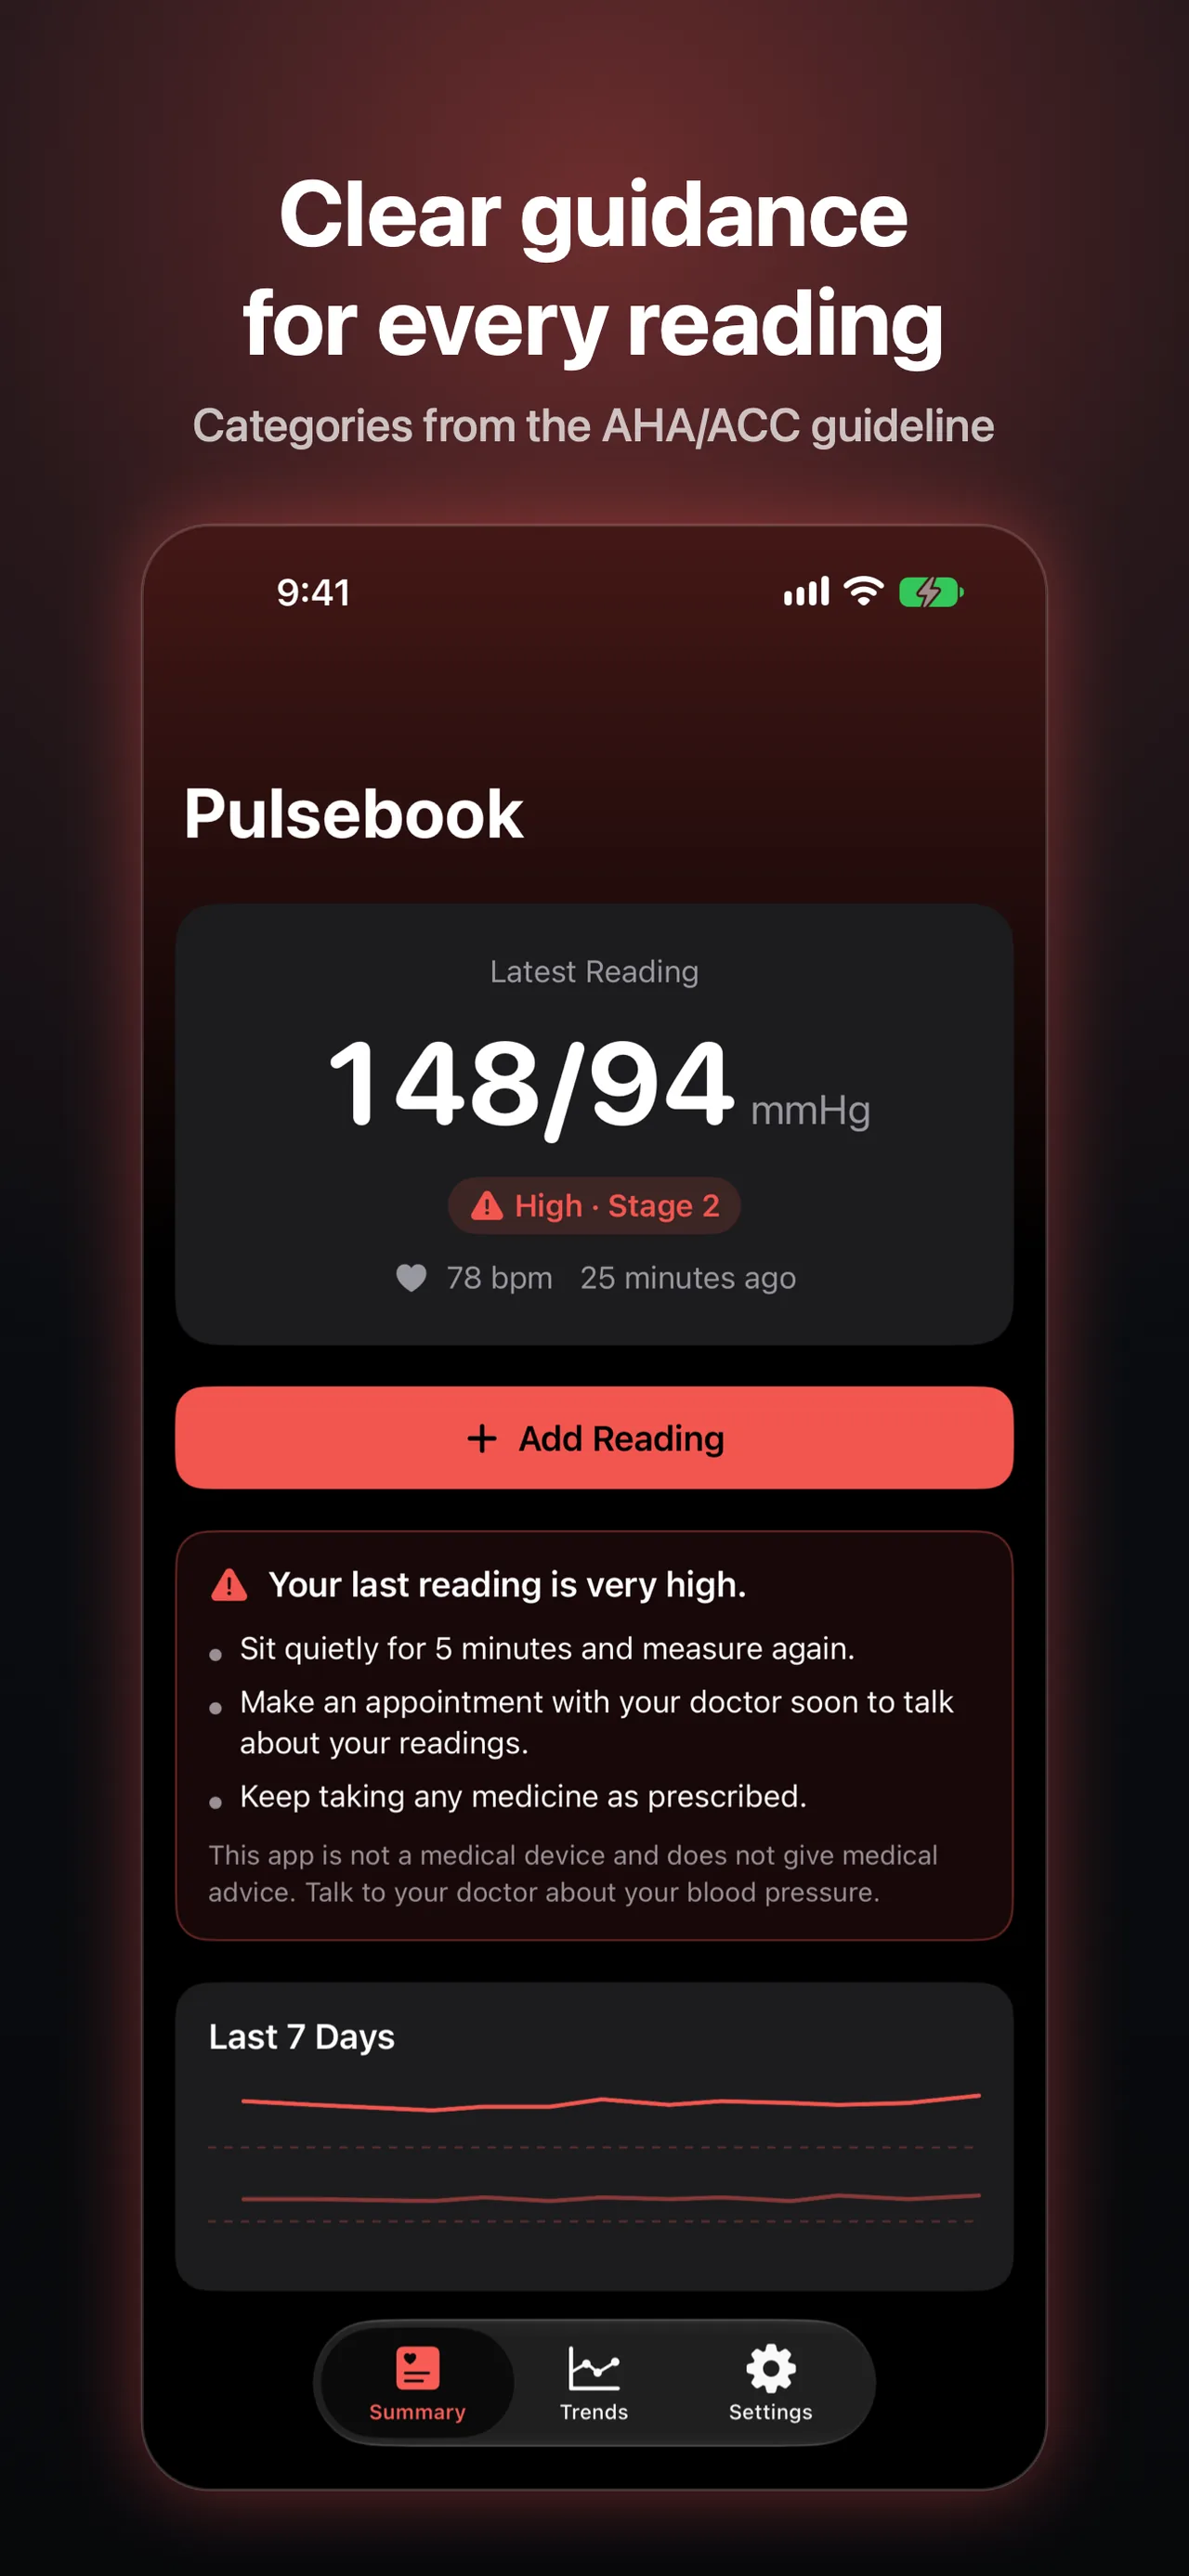 Clear guidance
for every reading
Categories from the AHA/ACC guideline
9:41
Pulsebook
Latest Reading
148/94 mmHg
High · Stage 2
78 bpm 25 minutes ago
+ Add Reading
Your last reading is very high.
• Sit quietly for 5 minutes and measure again.
• Make an appointment with your doctor soon to talk
about your readings.
• Keep taking any medicine as prescribed.
This app is not a medical device and does not give medical
advice. Talk to your doctor about your blood pressure.
Last 7 Days
Summary Trends Settings